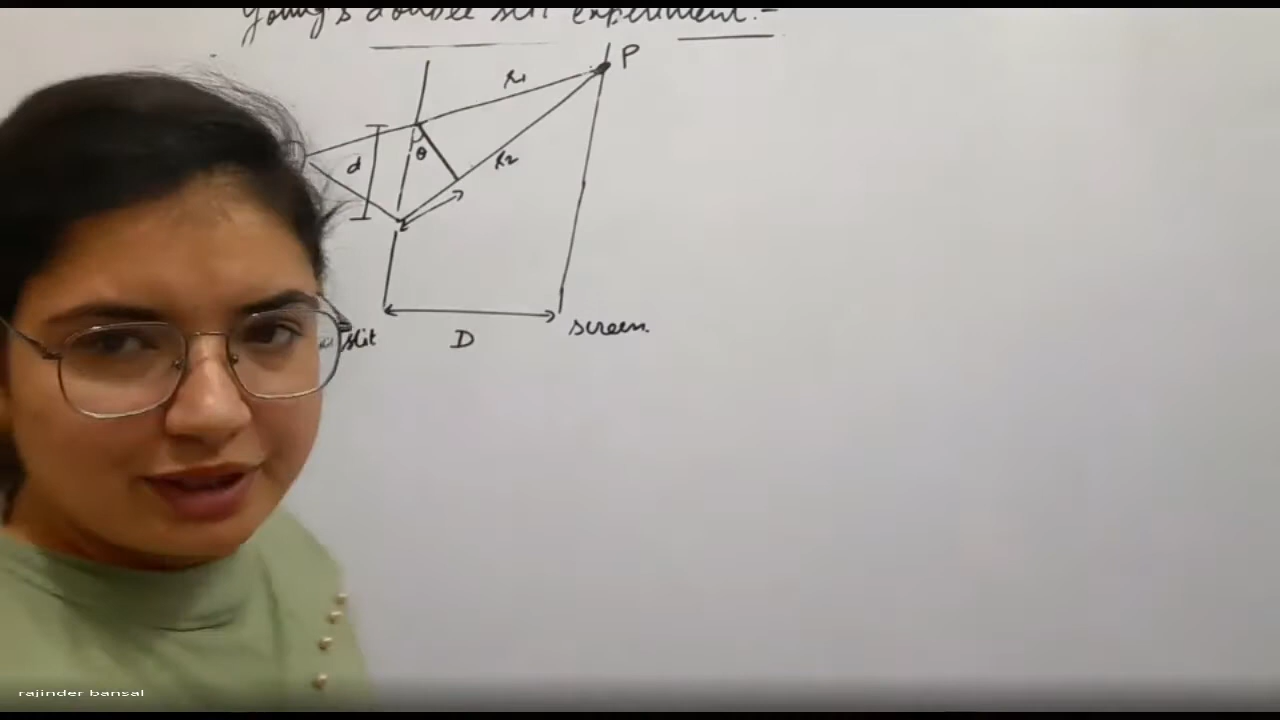 Young's double slit experiment:-
P
r₁
d
θ
r₂
slit
D
screen
rajinder bansal